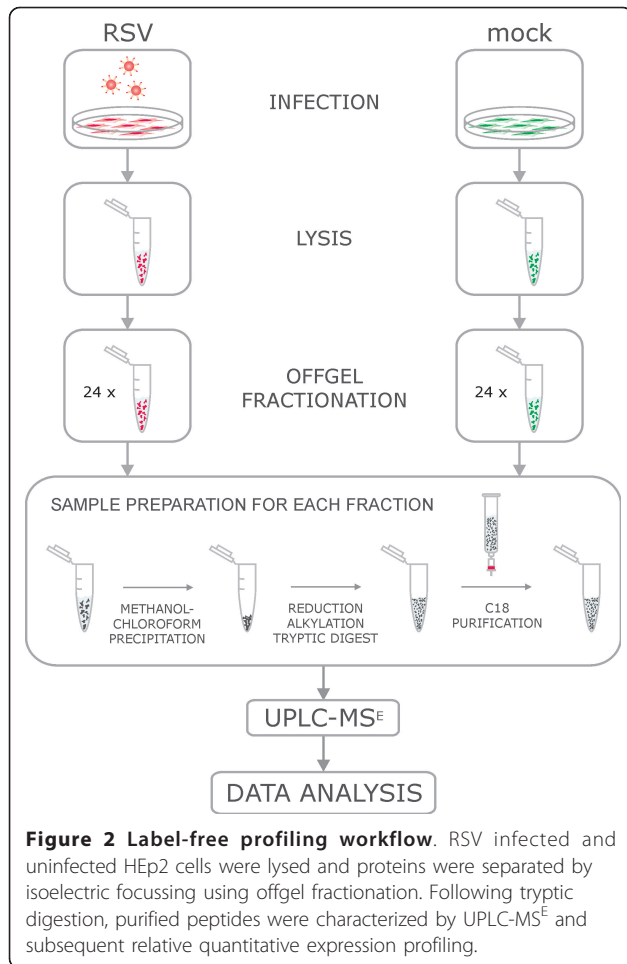 RSV
mock
INFECTION
LYSIS
24 x
OFFGEL
FRACTIONATION
24 x
SAMPLE PREPARATION FOR EACH FRACTION
METHANOL-
CHLOROFORM
PRECIPITATION
REDUCTION
ALKYLATION
TRYPTIC DIGEST
C18
PURIFICATION
UPLC-MSᴱ
DATA ANALYSIS
Figure 2 Label-free profiling workflow. RSV infected and
uninfected HEp2 cells were lysed and proteins were separated by
isoelectric focussing using offgel fractionation. Following tryptic
digestion, purified peptides were characterized by UPLC-MSᴱ and
subsequent relative quantitative expression profiling.